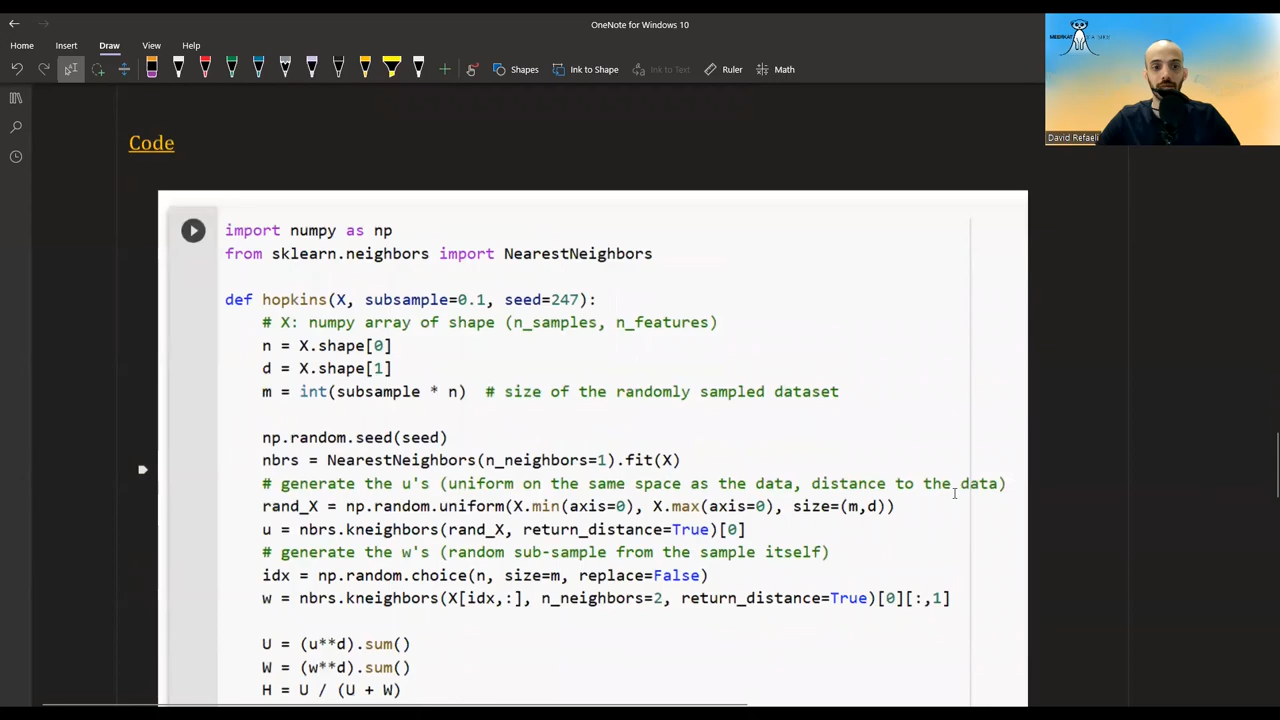 OneNote for Windows 10
Home Insert Draw View Help
Shapes Ink to Shape Ink to Text Ruler Math
MEERKAT
David Refaeli
Code
import numpy as np
from sklearn.neighbors import NearestNeighbors
def hopkins(X, subsample=0.1, seed=247):
# X: numpy array of shape (n_samples, n_features)
n = X.shape[0]
d = X.shape[1]
m = int(subsample * n) # size of the randomly sampled dataset
np.random.seed(seed)
nbrs = NearestNeighbors(n_neighbors=1).fit(X)
# generate the u's (uniform on the same space as the data, distance to the data)
rand_X = np.random.uniform(X.min(axis=0), X.max(axis=0), size=(m,d))
u = nbrs.kneighbors(rand_X, return_distance=True)[0]
# generate the w's (random sub-sample from the sample itself)
idx = np.random.choice(n, size=m, replace=False)
w = nbrs.kneighbors(X[idx,:], n_neighbors=2, return_distance=True)[0][:,1]
U = (u**d).sum()
W = (w**d).sum()
H = U / (U + W)